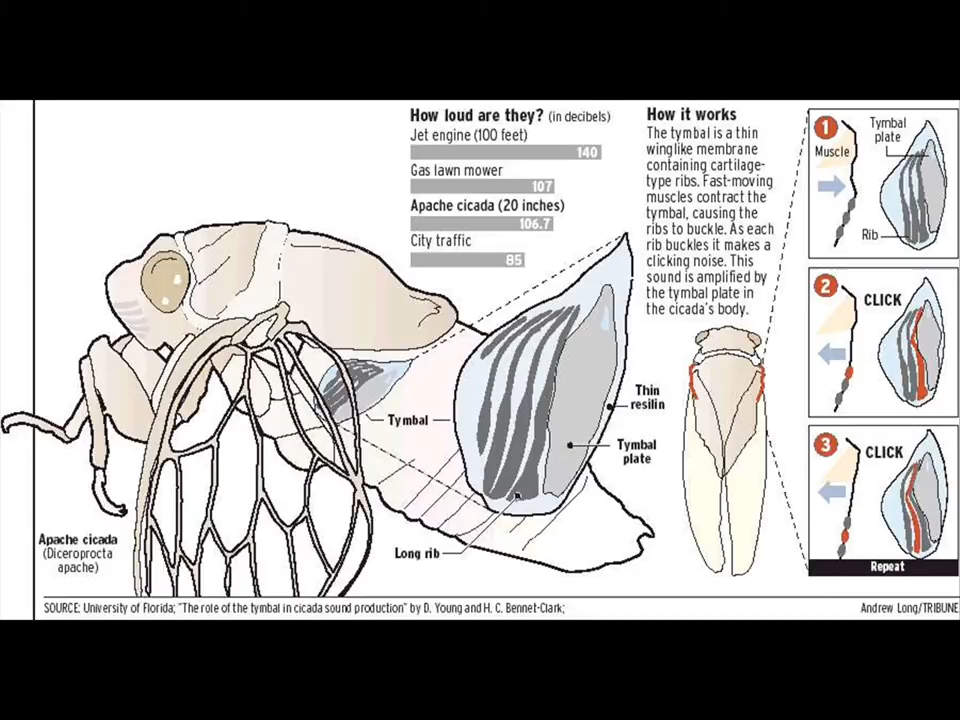 How loud are they? (in decibels)
Jet engine (100 feet)
140
Gas lawn mower
107
Apache cicada (20 inches)
106.7
City traffic
85
How it works
The tymbal is a thin
winglike membrane
containing cartilage-
type ribs. Fast-moving
muscles contract the
tymbal, causing the
ribs to buckle. As each
rib buckles it makes a
clicking noise. This
sound is amplified by
the tymbal plate in
the cicada's body.
1
Muscle
Tymbal
plate
Rib
2
CLICK
3
CLICK
Repeat
Tymbal
Thin
resilin
Tymbal
plate
Long rib
Apache cicada
(Diceroprocta
apache)
SOURCE: University of Florida; "The role of the tymbal in cicada sound production" by D. Young and H. C. Bennet-Clark;
Andrew Long/TRIBUNE